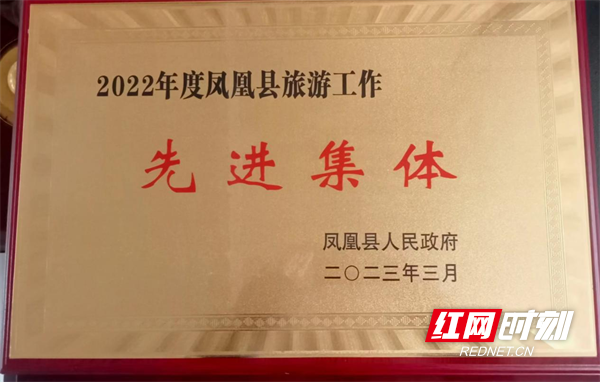 2022年度凤凰县旅游工作
先进集体
凤凰县人民政府
二〇二三年三月
红网时刻
REDNET.CN